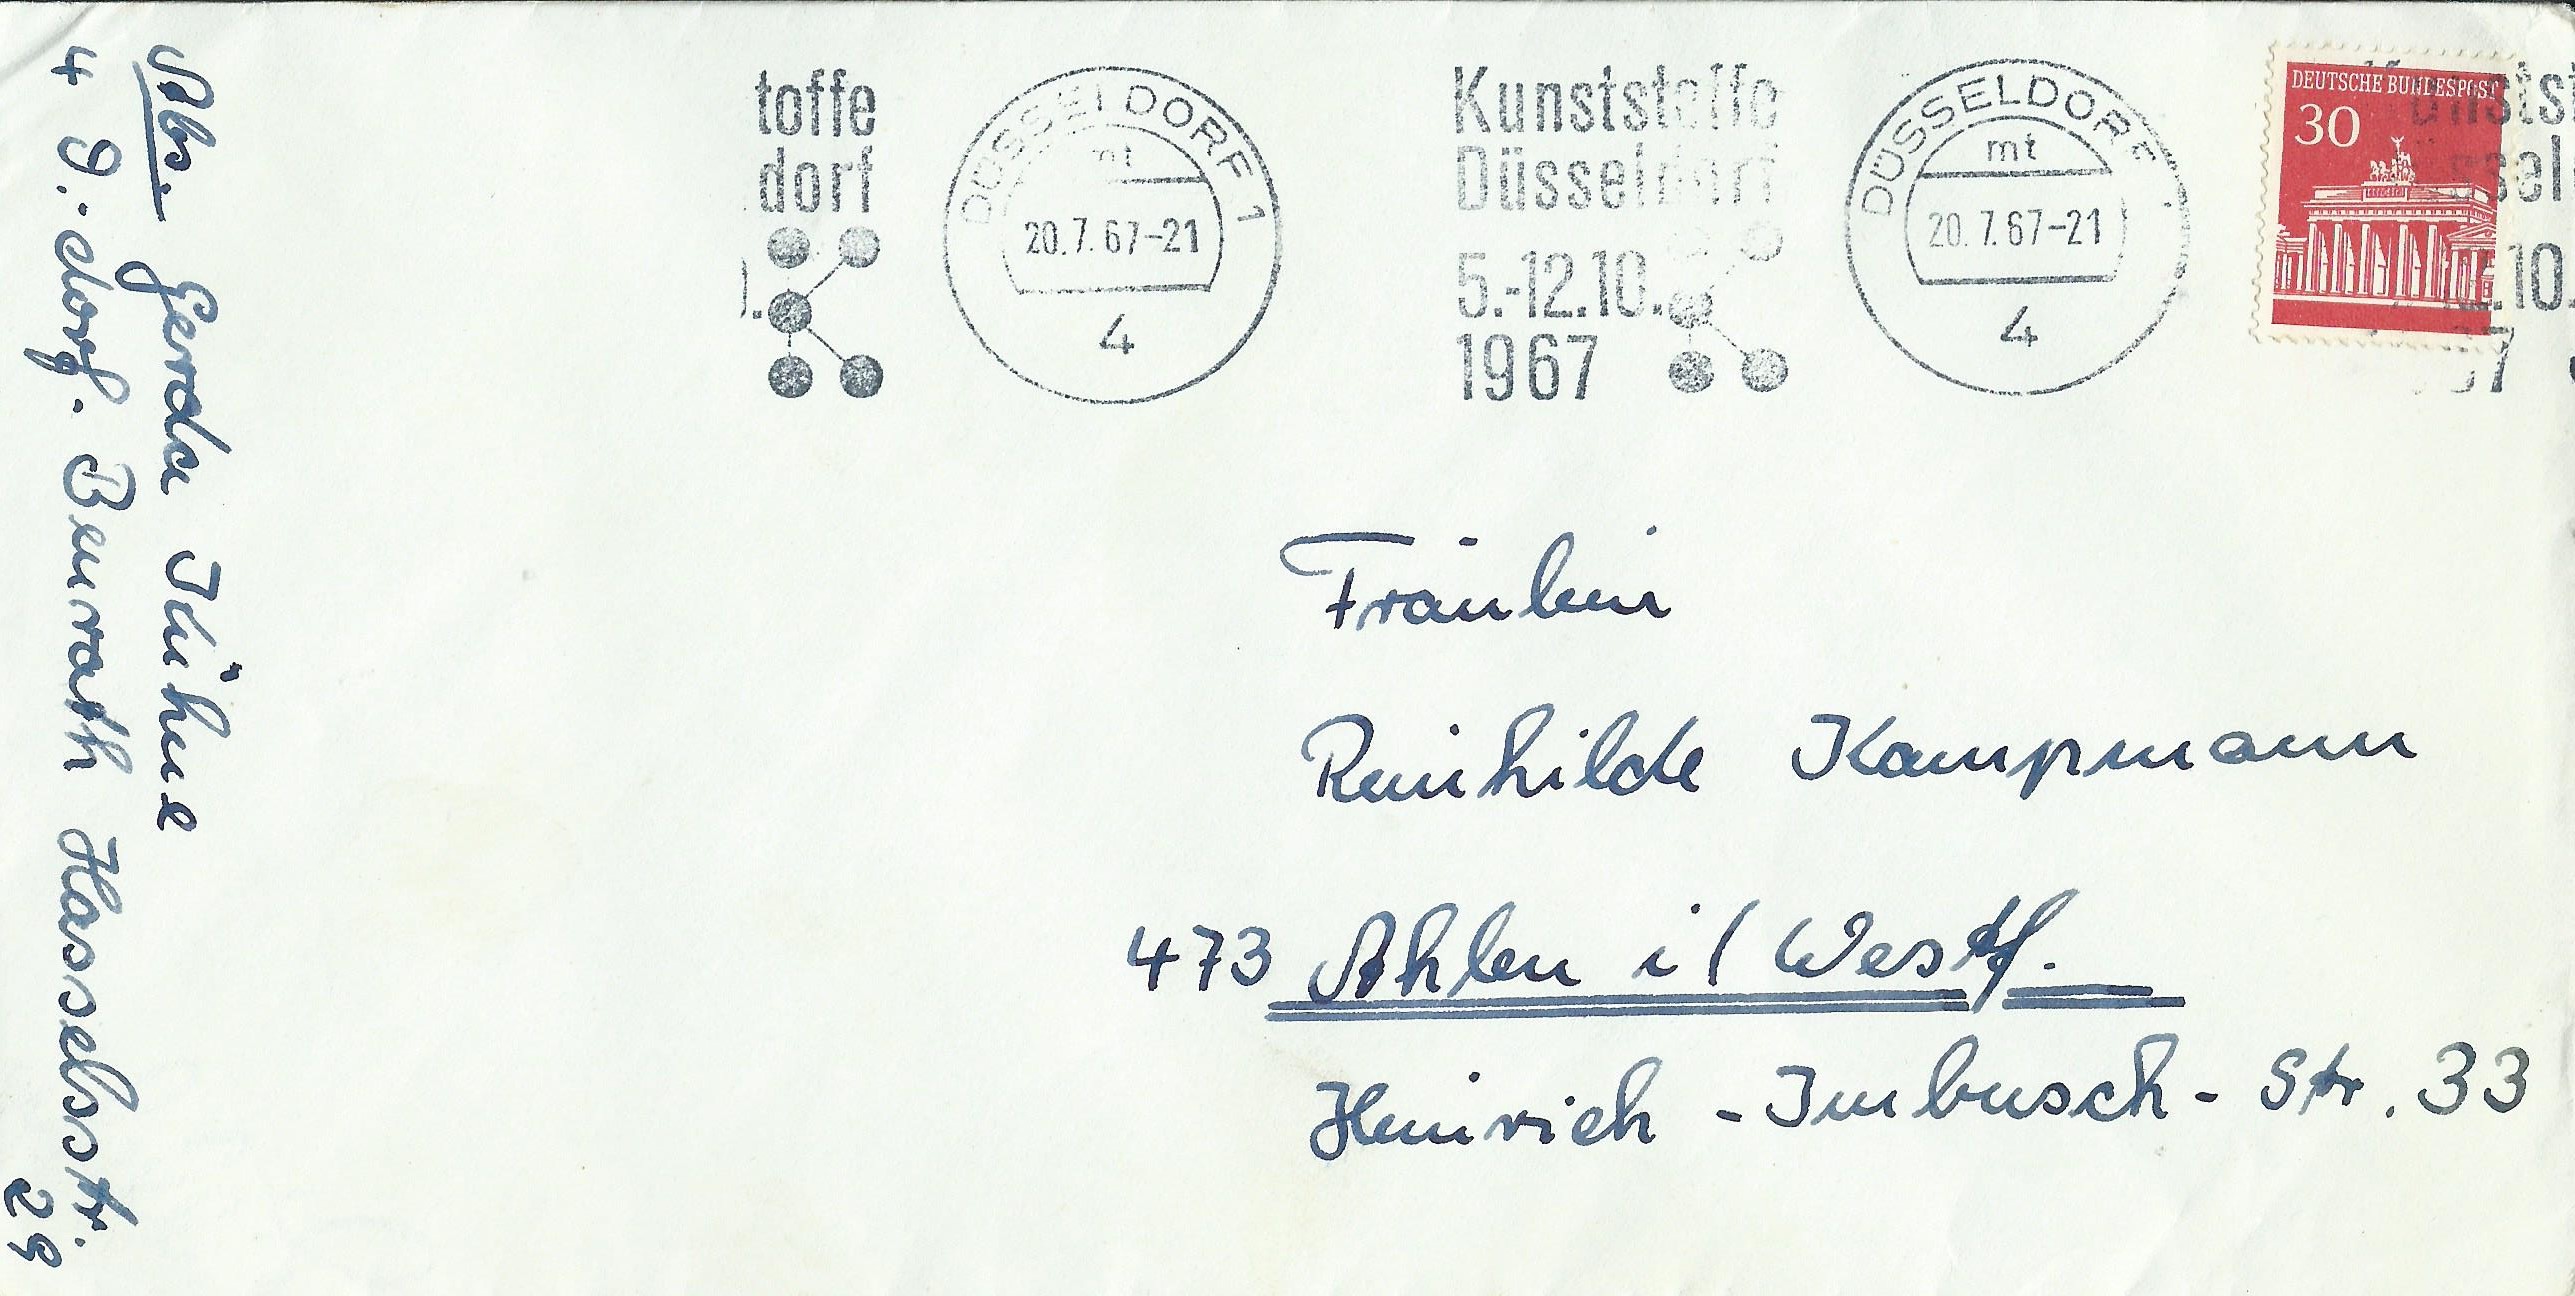 Abs. Gerda Kühne
4 D.-dorf. Benrath Hasselsstr.
29
toffe
dorf
DÜSSELDORF 1
mt
20.7.67-21
4
Kunststoffe
Düsseldorf
5.-12.10.
1967
DÜSSELDORF
mt
20.7.67-21
4
DEUTSCHE BUNDESPOST
30
Fräulein
Reinhilde Kampmann
473 Ahlen i/ Westf.
Heinrich-Imbusch-Str. 33